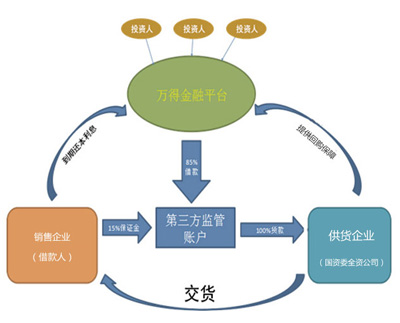 投资人 投资人 投资人
万得金融平台
到期还本利息
提供回购保障
85%
借款
销售企业
（借款人）
15%保证金
第三方监管
账户
100%货款
供货企业
（国资委全资公司）
交货